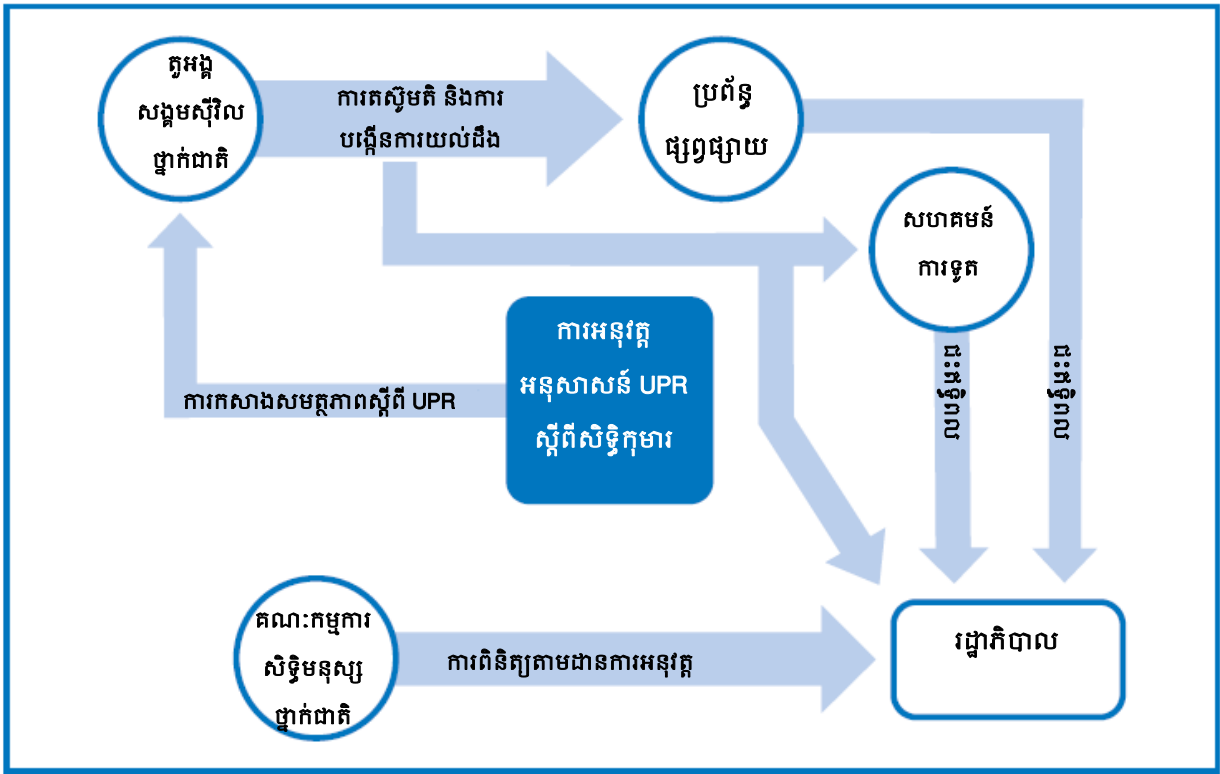 តួអង្គ
សង្គមស៊ីវិល
ថ្នាក់ជាតិ
ការតស៊ូមតិ និងការ
បង្កើនការយល់ដឹង
ប្រព័ន្ធ
ផ្សព្វផ្សាយ
សហគមន៍
ការទូត
ការអនុវត្ត
អនុសាសន៍ UPR
ស្តីពីសិទ្ធិកុមារ
ការកសាងសមត្ថភាពស្តីពី UPR
ជះឥទ្ធិពល
ជះឥទ្ធិពល
គណៈកម្មការ
សិទ្ធិមនុស្ស
ថ្នាក់ជាតិ
ការពិនិត្យតាមដានការអនុវត្ត
រដ្ឋាភិបាល